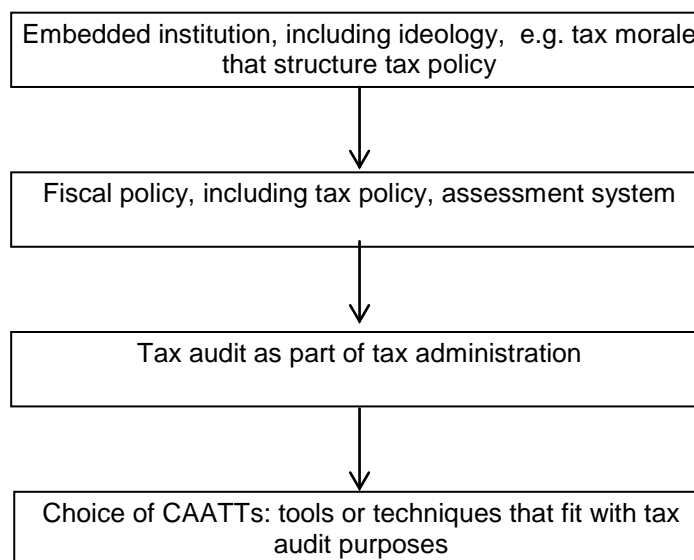 Embedded institution, including ideology,  e.g. tax morale
that structure tax policy
Fiscal policy, including tax policy, assessment system
Tax audit as part of tax administration
Choice of CAATTs: tools or techniques that fit with tax
audit purposes